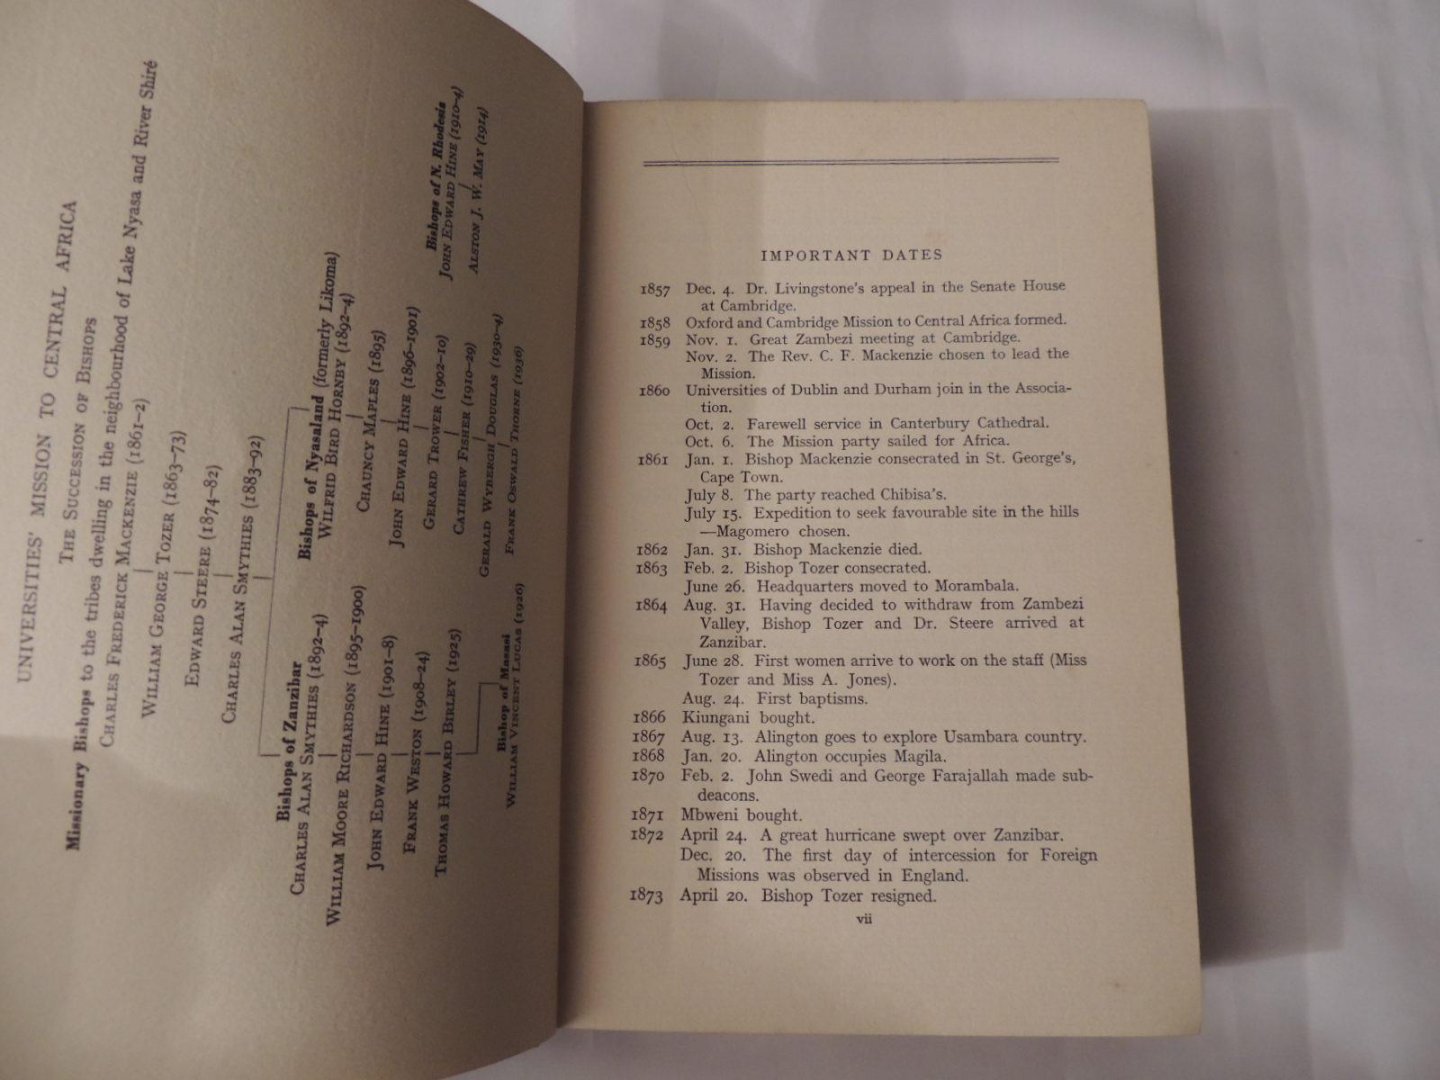 UNIVERSITIES' MISSION TO CENTRAL AFRICA
THE SUCCESSION OF BISHOPS
Missionary Bishops to the tribes dwelling in the neighbourhood of Lake Nyasa and River Shiré
CHARLES FREDERICK MACKENZIE (1861–2)
WILLIAM GEORGE TOZER (1863–73)
EDWARD STEERE (1874–82)
CHARLES ALAN SMYTHIES (1883–92)
Bishops of Zanzibar
CHARLES ALAN SMYTHIES (1892–4)
WILLIAM MOORE RICHARDSON (1895–1900)
JOHN EDWARD HINE (1901–8)
FRANK WESTON (1908–24)
THOMAS HOWARD BIRLEY (1925)
Bishop of Masasi
WILLIAM VINCENT LUCAS (1926)
Bishops of Nyasaland (formerly Likoma)
WILFRID BIRD HORNBY (1892–4)
CHAUNCY MAPLES (1895)
JOHN EDWARD HINE (1896–1901)
GERARD TROWER (1902–10)
CATHREW FISHER (1910–29)
GERALD WYBERGH DOUGLAS (1930–4)
FRANK OSWALD THORNE (1936)
Bishops of N. Rhodesia
JOHN EDWARD HINE (1910–4)
ALSTON J. W. MAY (1914)
IMPORTANT DATES
1857 Dec. 4. Dr. Livingstone's appeal in the Senate House
at Cambridge.
1858 Oxford and Cambridge Mission to Central Africa formed.
1859 Nov. 1. Great Zambezi meeting at Cambridge.
Nov. 2. The Rev. C. F. Mackenzie chosen to lead the
Mission.
1860 Universities of Dublin and Durham join in the Associa-
tion.
Oct. 2. Farewell service in Canterbury Cathedral.
Oct. 6. The Mission party sailed for Africa.
1861 Jan. 1. Bishop Mackenzie consecrated in St. George's,
Cape Town.
July 8. The party reached Chibisa's.
July 15. Expedition to seek favourable site in the hills
—Magomero chosen.
1862 Jan. 31. Bishop Mackenzie died.
1863 Feb. 2. Bishop Tozer consecrated.
June 26. Headquarters moved to Morambala.
1864 Aug. 31. Having decided to withdraw from Zambezi
Valley, Bishop Tozer and Dr. Steere arrived at
Zanzibar.
1865 June 28. First women arrive to work on the staff (Miss
Tozer and Miss A. Jones).
Aug. 24. First baptisms.
1866 Kiungani bought.
1867 Aug. 13. Alington goes to explore Usambara country.
1868 Jan. 20. Alington occupies Magila.
1870 Feb. 2. John Swedi and George Farajallah made sub-
deacons.
1871 Mbweni bought.
1872 April 24. A great hurricane swept over Zanzibar.
Dec. 20. The first day of intercession for Foreign
Missions was observed in England.
1873 April 20. Bishop Tozer resigned.
vii